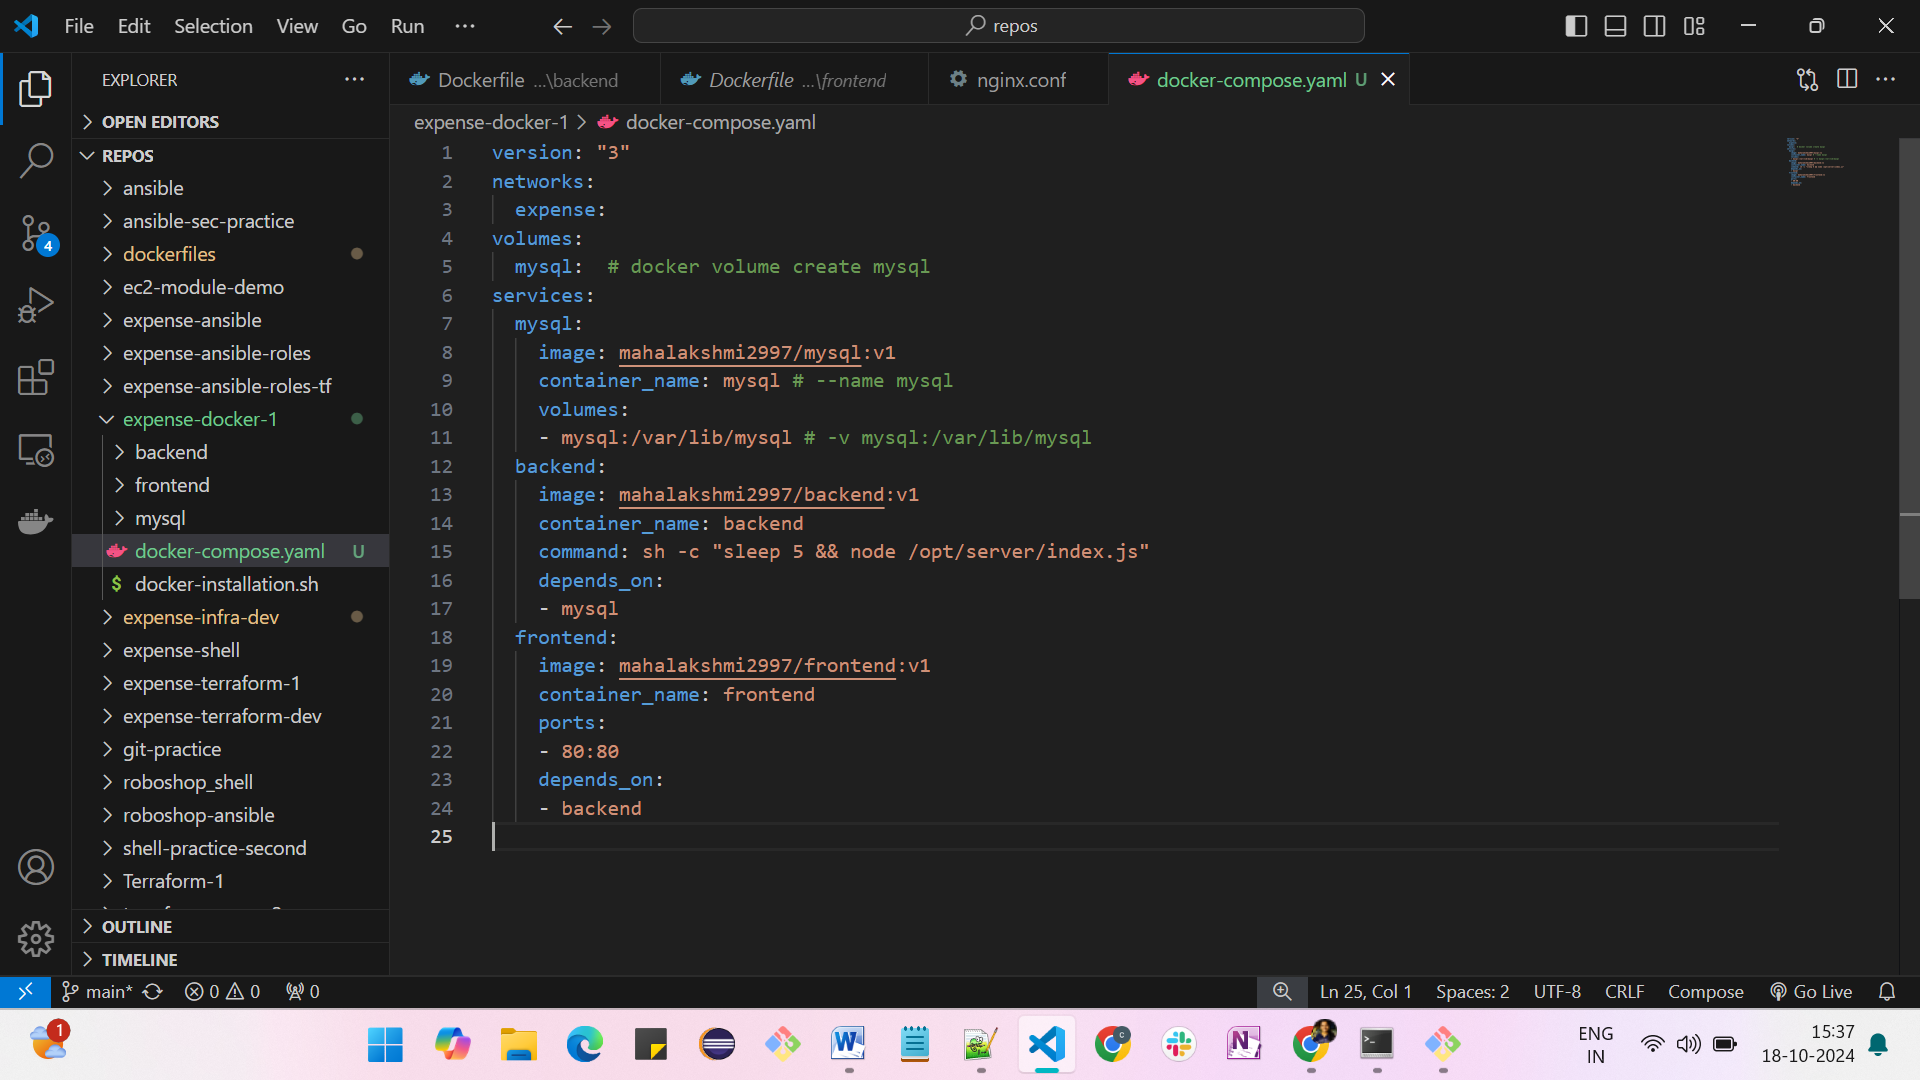 File Edit Selection View Go Run ··· repos
EXPLORER ···
Dockerfile ...\backend
Dockerfile ...\frontend
nginx.conf
docker-compose.yaml U
OPEN EDITORS
REPOS
ansible
ansible-sec-practice
dockerfiles
ec2-module-demo
expense-ansible
expense-ansible-roles
expense-ansible-roles-tf
expense-docker-1
backend
frontend
mysql
docker-compose.yaml U
docker-installation.sh
expense-infra-dev
expense-shell
expense-terraform-1
expense-terraform-dev
git-practice
roboshop_shell
roboshop-ansible
shell-practice-second
Terraform-1
OUTLINE
TIMELINE
4
expense-docker-1 > docker-compose.yaml
1 version: "3"
2 networks:
3   expense:
4 volumes:
5   mysql:  # docker volume create mysql
6 services:
7   mysql:
8     image: mahalakshmi2997/mysql:v1
9     container_name: mysql # --name mysql
10     volumes:
11     - mysql:/var/lib/mysql # -v mysql:/var/lib/mysql
12   backend:
13     image: mahalakshmi2997/backend:v1
14     container_name: backend
15     command: sh -c "sleep 5 && node /opt/server/index.js"
16     depends_on:
17     - mysql
18   frontend:
19     image: mahalakshmi2997/frontend:v1
20     container_name: frontend
21     ports:
22     - 80:80
23     depends_on:
24     - backend
25
main* 0 0 0 Ln 25, Col 1 Spaces: 2 UTF-8 CRLF Compose Go Live
1
ENG
IN
15:37
18-10-2024